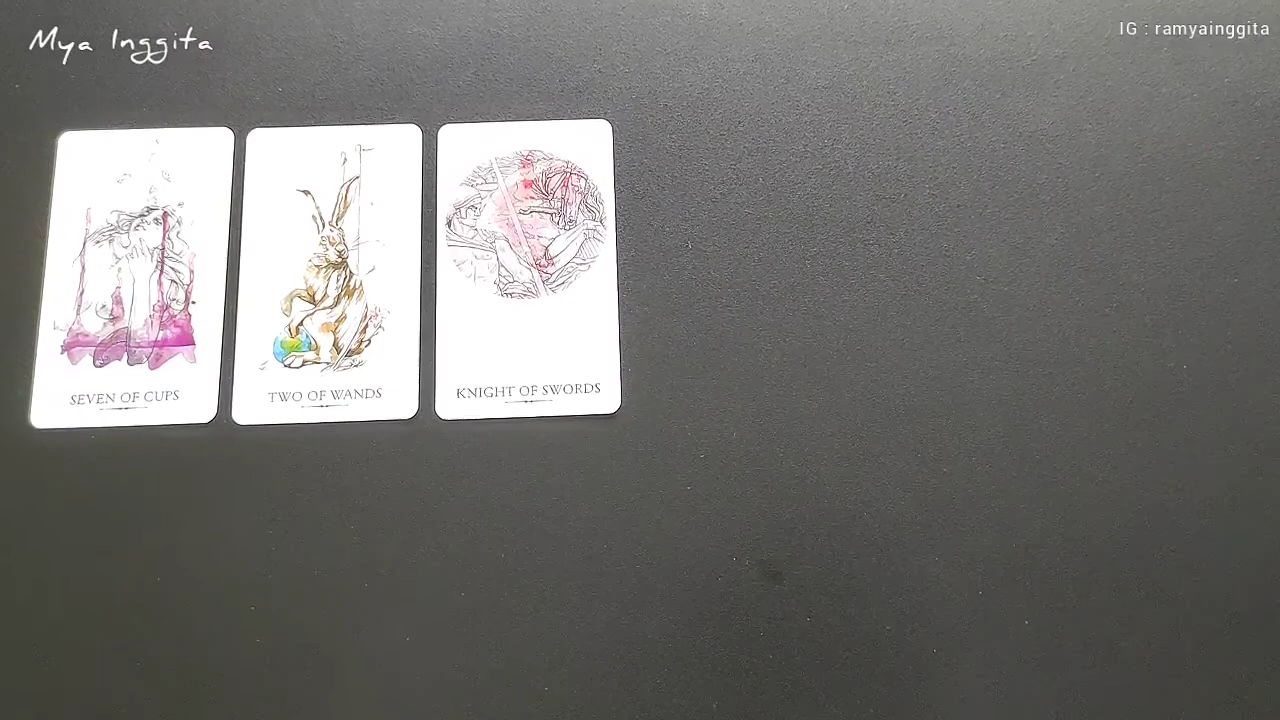 Mya Inggita
IG : ramyainggita
SEVEN OF CUPS
TWO OF WANDS
KNIGHT OF SWORDS